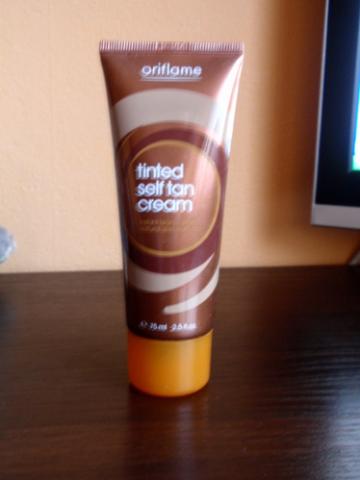 oriflame
tinted
self tan
cream
℮ 75 ml 2.5 fl.oz.